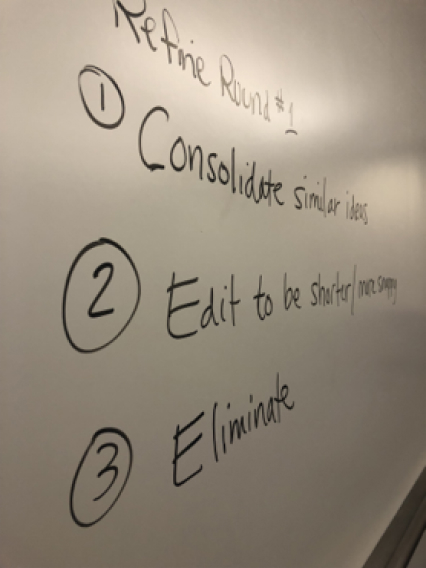 Refine Round #1
1 Consolidate similar ideas
2 Edit to be shorter/more snappy
3 Eliminate